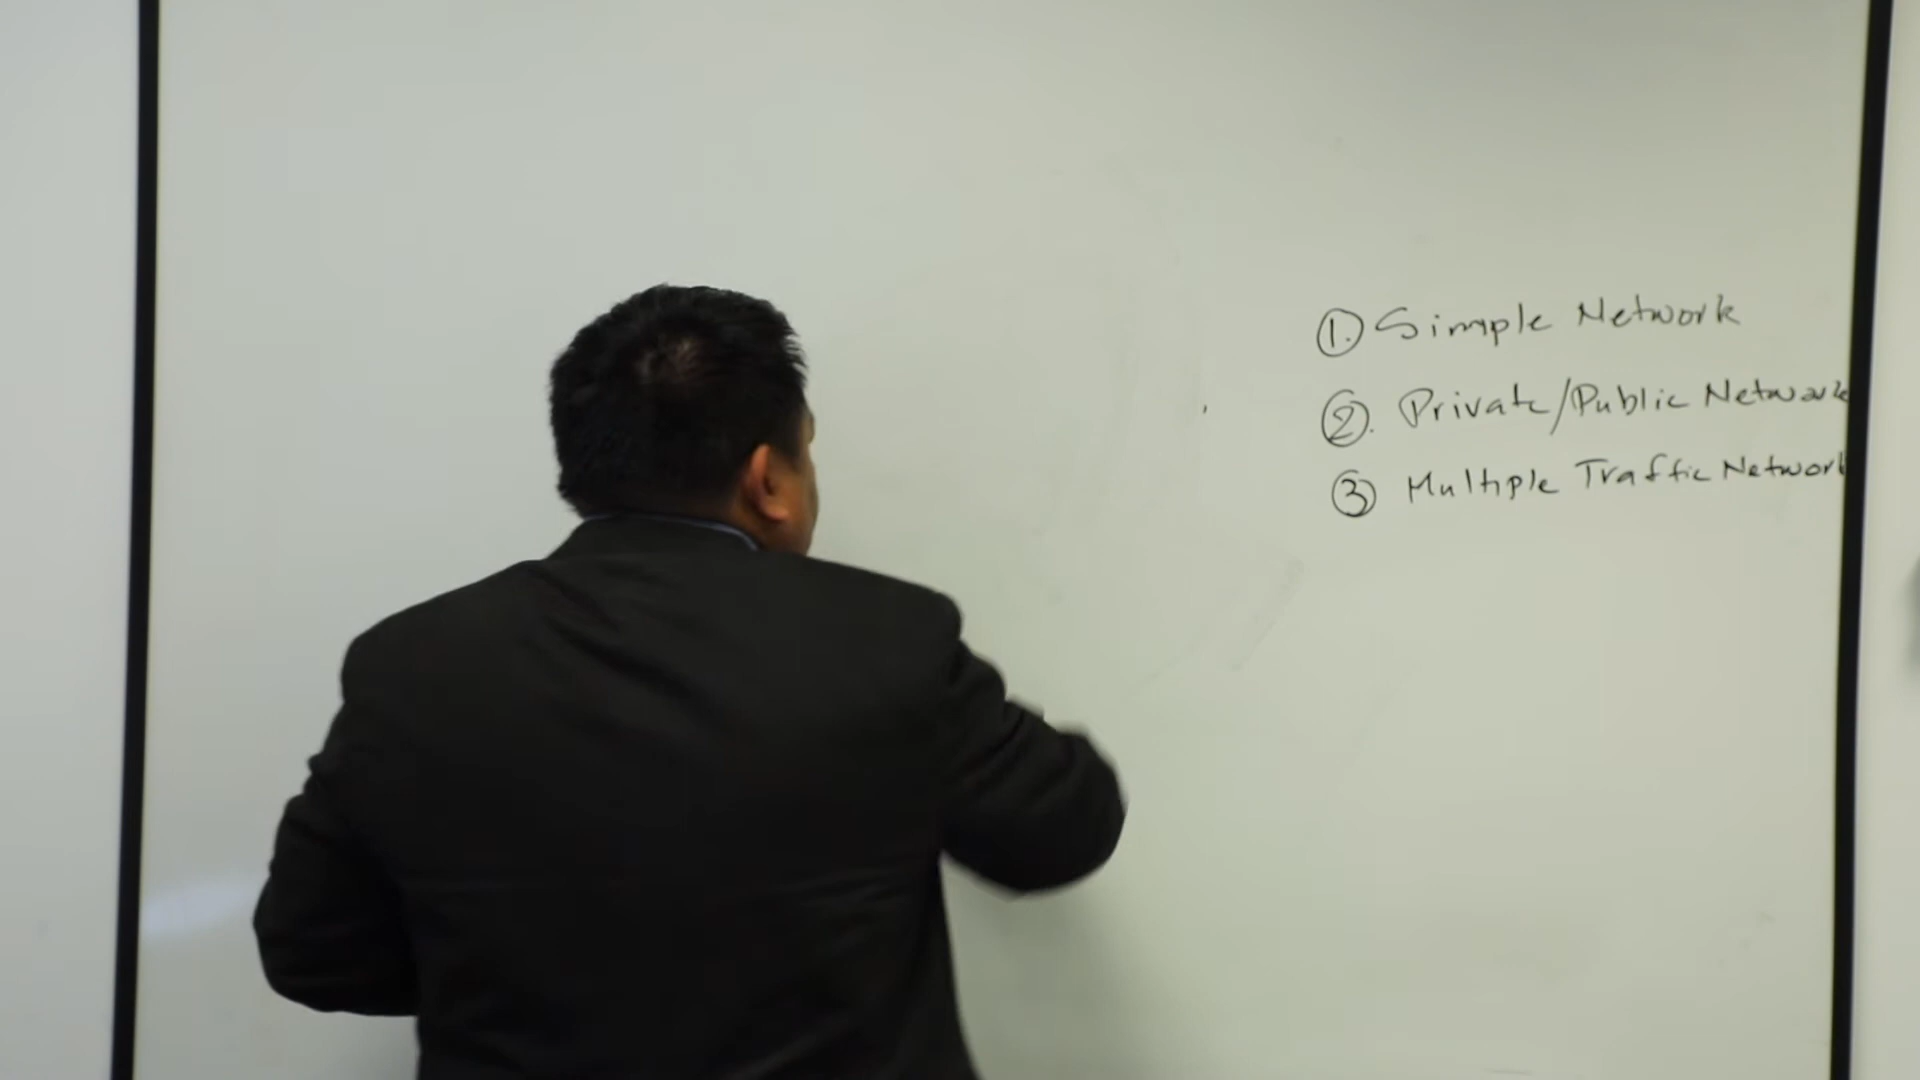 1. Simple Network
2. Private/Public Network
3 Multiple Traffic Network